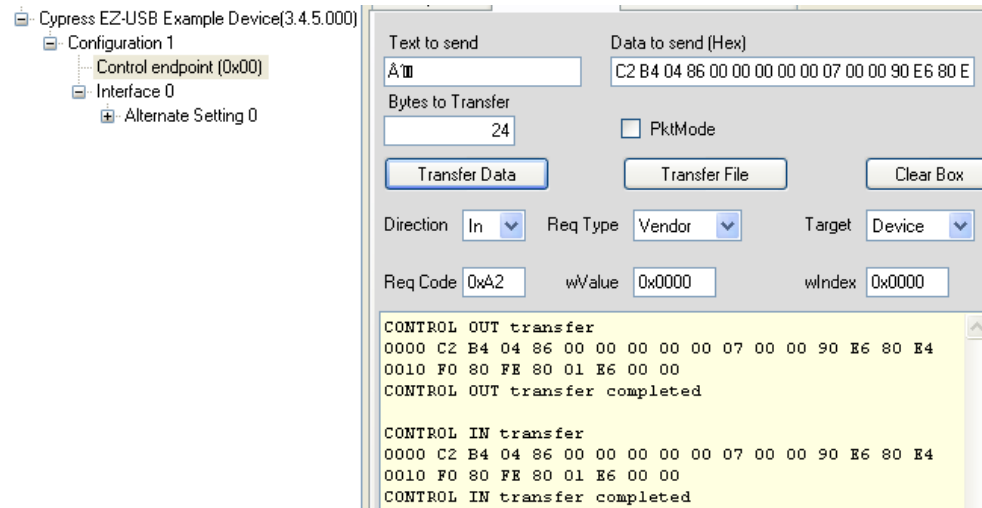 Cypress EZ-USB Example Device(3.4.5.000)
Configuration 1
Control endpoint (0x00)
Interface 0
Alternate Setting 0
Text to send
Data to send (Hex)
C2 B4 04 86 00 00 00 00 00 07 00 00 90 E6 80 E
Bytes to Transfer
24
PktMode
Transfer Data
Transfer File
Clear Box
Direction In Req Type Vendor Target Device
Req Code 0xA2 wValue 0x0000 wIndex 0x0000
CONTROL OUT transfer
0000 C2 B4 04 86 00 00 00 00 00 07 00 00 90 E6 80 E4
0010 F0 80 FE 80 01 E6 00 00
CONTROL OUT transfer completed
CONTROL IN transfer
0000 C2 B4 04 86 00 00 00 00 00 07 00 00 90 E6 80 E4
0010 F0 80 FE 80 01 E6 00 00
CONTROL IN transfer completed